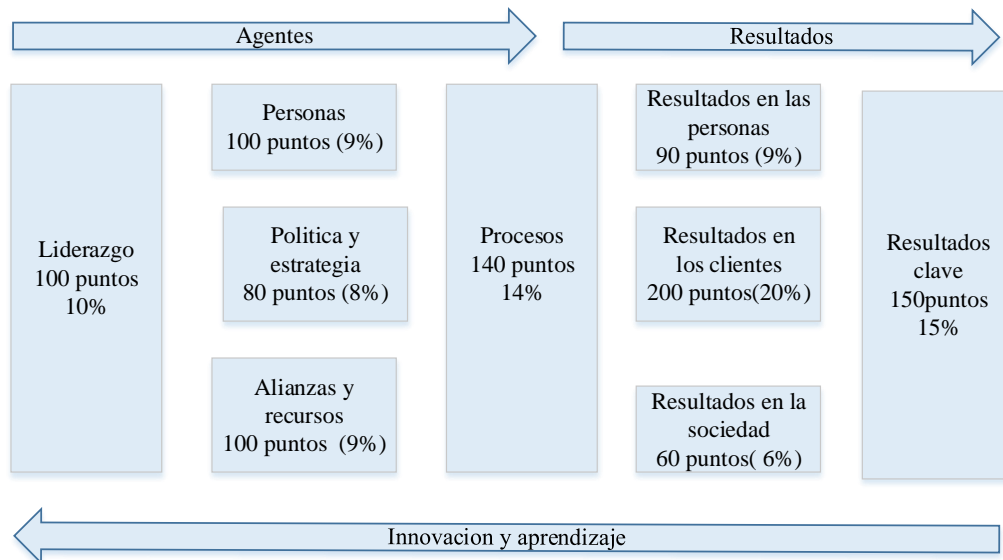 Agentes
Resultados
Liderazgo
100 puntos
10%
Personas
100 puntos (9%)
Politica y
estrategia
80 puntos (8%)
Alianzas y
recursos
100 puntos (9%)
Procesos
140 puntos
14%
Resultados en las
personas
90 puntos (9%)
Resultados en
los clientes
200 puntos(20%)
Resultados en la
sociedad
60 puntos( 6%)
Resultados
clave
150puntos
15%
Innovacion y aprendizaje